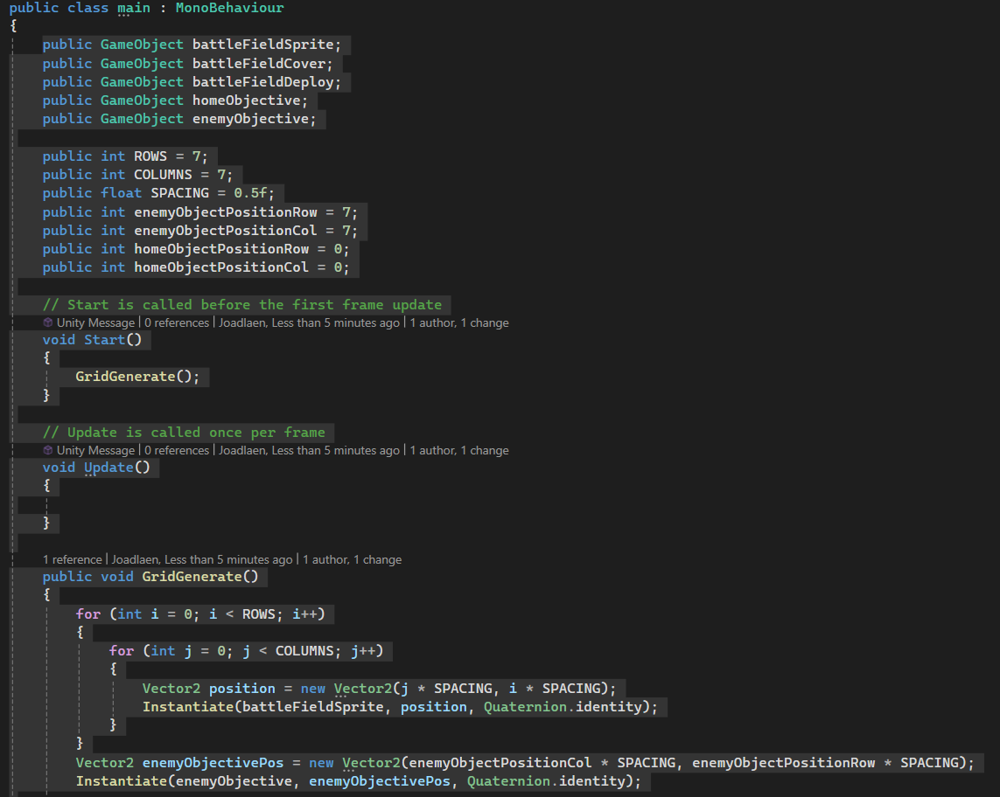 public class main : MonoBehaviour
{
public GameObject battleFieldSprite;
public GameObject battleFieldCover;
public GameObject battleFieldDeploy;
public GameObject homeObjective;
public GameObject enemyObjective;
public int ROWS = 7;
public int COLUMNS = 7;
public float SPACING = 0.5f;
public int enemyObjectPositionRow = 7;
public int enemyObjectPositionCol = 7;
public int homeObjectPositionRow = 0;
public int homeObjectPositionCol = 0;
// Start is called before the first frame update
Unity Message | 0 references | Joadlaen, Less than 5 minutes ago | 1 author, 1 change
void Start()
{
GridGenerate();
}
// Update is called once per frame
Unity Message | 0 references | Joadlaen, Less than 5 minutes ago | 1 author, 1 change
void Update()
{
}
1 reference | Joadlaen, Less than 5 minutes ago | 1 author, 1 change
public void GridGenerate()
{
for (int i = 0; i < ROWS; i++)
{
for (int j = 0; j < COLUMNS; j++)
{
Vector2 position = new Vector2(j * SPACING, i * SPACING);
Instantiate(battleFieldSprite, position, Quaternion.identity);
}
}
Vector2 enemyObjectivePos = new Vector2(enemyObjectPositionCol * SPACING, enemyObjectPositionRow * SPACING);
Instantiate(enemyObjective, enemyObjectivePos, Quaternion.identity);